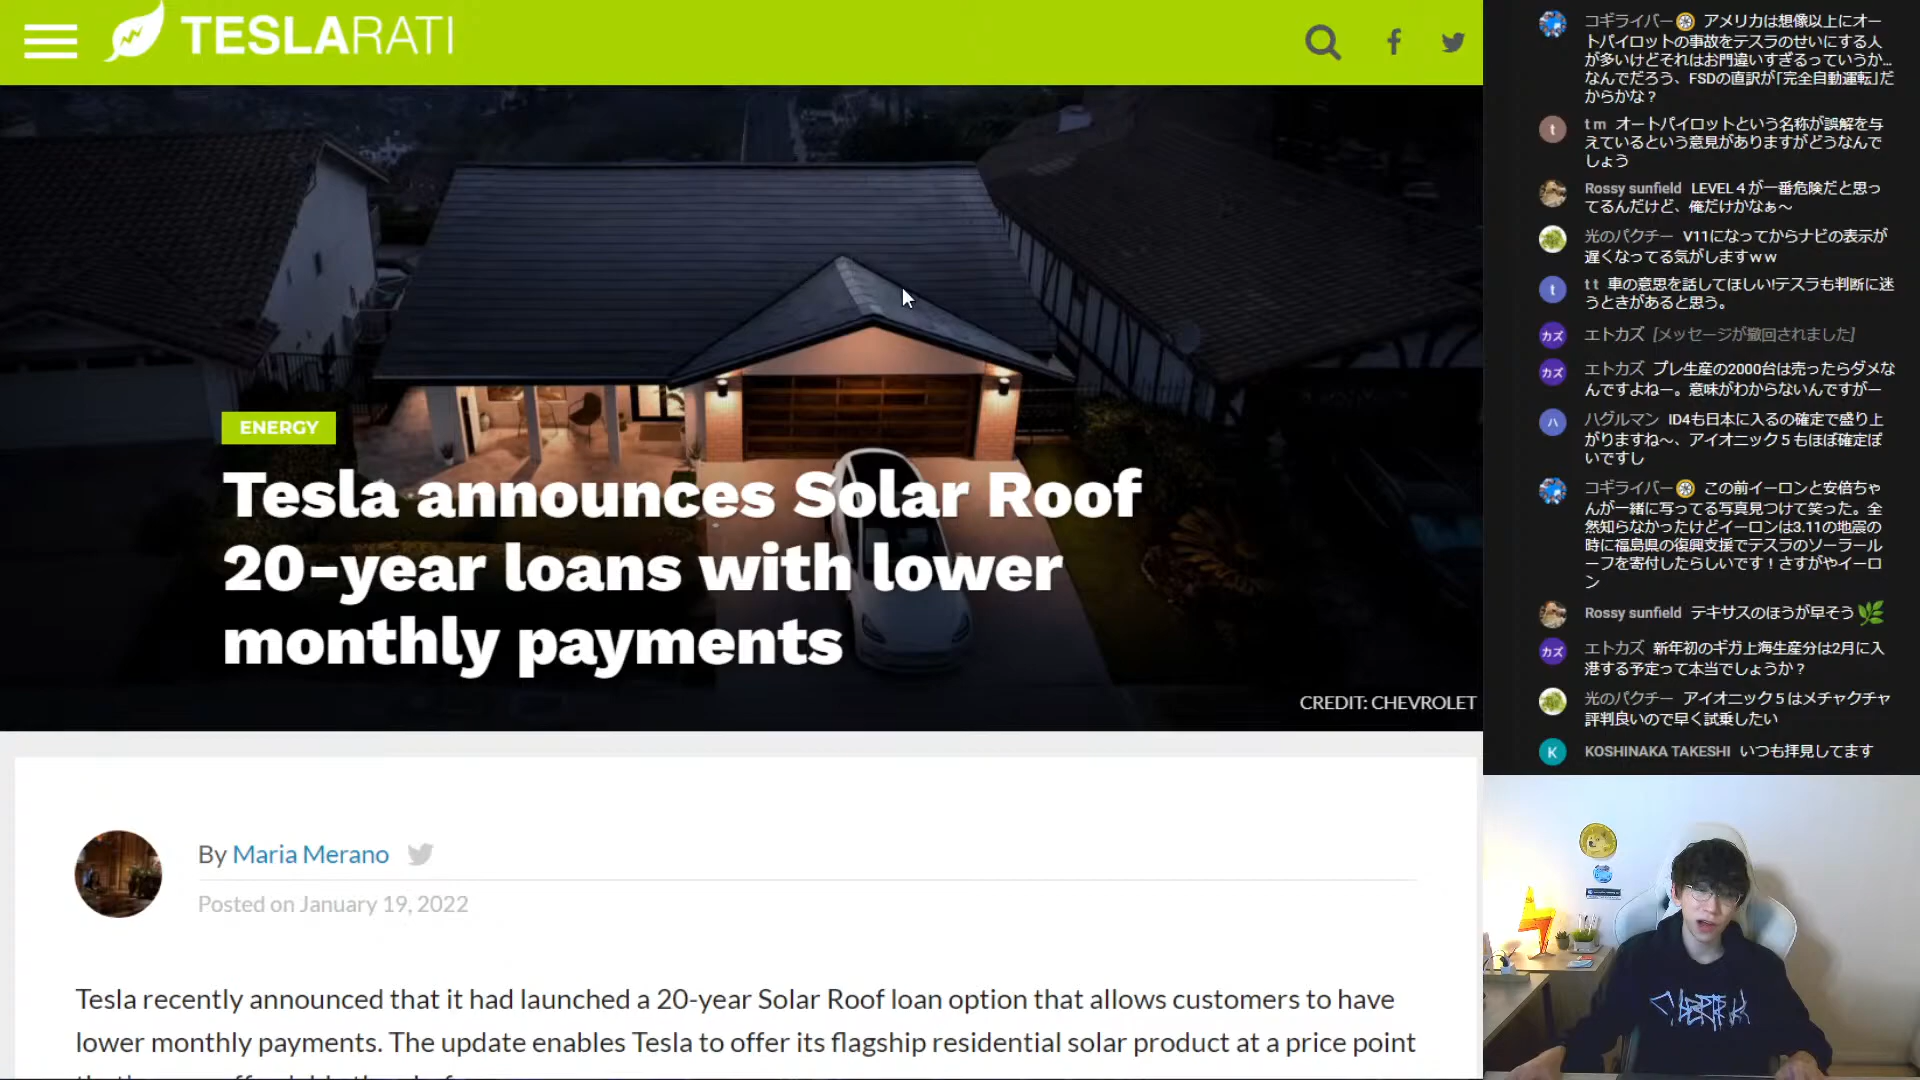 TESLARATI
ENERGY
Tesla announces Solar Roof
20-year loans with lower
monthly payments
CREDIT: CHEVROLET
By Maria Merano
Posted on January 19, 2022
Tesla recently announced that it had launched a 20-year Solar Roof loan option that allows customers to have
lower monthly payments. The update enables Tesla to offer its flagship residential solar product at a price point
コギライバー アメリカは想像以上にオー
トパイロットの事故をテスラのせいにする人
が多いけどそれはお門違いすぎるっていうか...
なんでだろう、FSDの直訳が「完全自動運転」だ
からかな？
t m オートパイロットという名称が誤解を与
えているという意見がありますがどうなんで
しょう
Rossy sunfield LEVEL 4 が一番危険だと思っ
てるんだけど、俺だけかなぁ〜
光のパクチー V11になってからナビの表示が
遅くなってる気がしますｗｗ
t t 車の意思を話してほしい!テスラも判断に迷
うときがあると思う。
カズ
エトカズ [メッセージが撤回されました]
カズ
エトカズ プレ生産の2000台は売ったらダメな
んですよねー。意味がわからないんですがー
ハ
ハグルマン ID4も日本に入るの確定で盛り上
がりますね〜、アイオニック５もほぼ確定ぽ
いですし
コギライバー この前イーロンと安倍ちゃ
んが一緒に写ってる写真見つけて笑った。全
然知らなかったけどイーロンは3.11の地震の
時に福島県の復興支援でテスラのソーラール
ーフを寄付したらしいです！さすがやイーロ
ン
Rossy sunfield テキサスのほうが早そう
カズ
エトカズ 新年初のギガ上海生産分は2月に入
港する予定って本当でしょうか？
光のパクチー アイオニック５はメチャクチャ
評判良いので早く試乗したい
K
KOSHINAKA TAKESHI いつも拝見してます